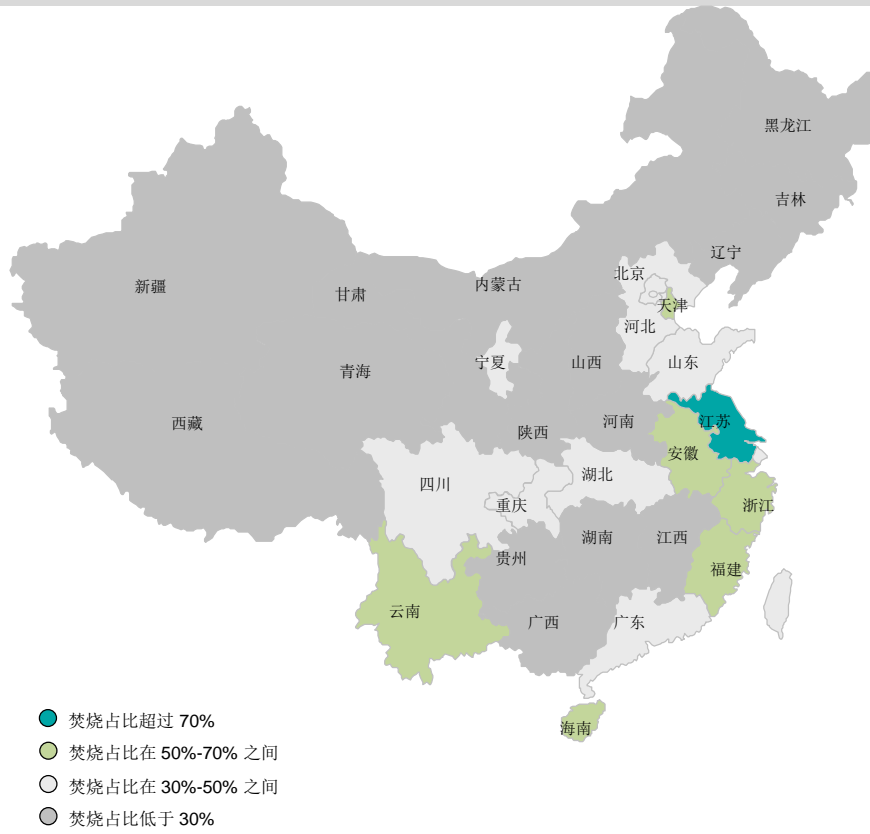 黑龙江
吉林
辽宁
北京
内蒙古
新疆
甘肃
天津
河北
宁夏
山西
山东
青海
西藏
河南
江苏
陕西
安徽
四川
湖北
重庆
浙江
湖南
江西
贵州
福建
云南
广西
广东
海南
焚烧占比超过 70%
焚烧占比在 50%-70% 之间
焚烧占比在 30%-50% 之间
焚烧占比低于 30%